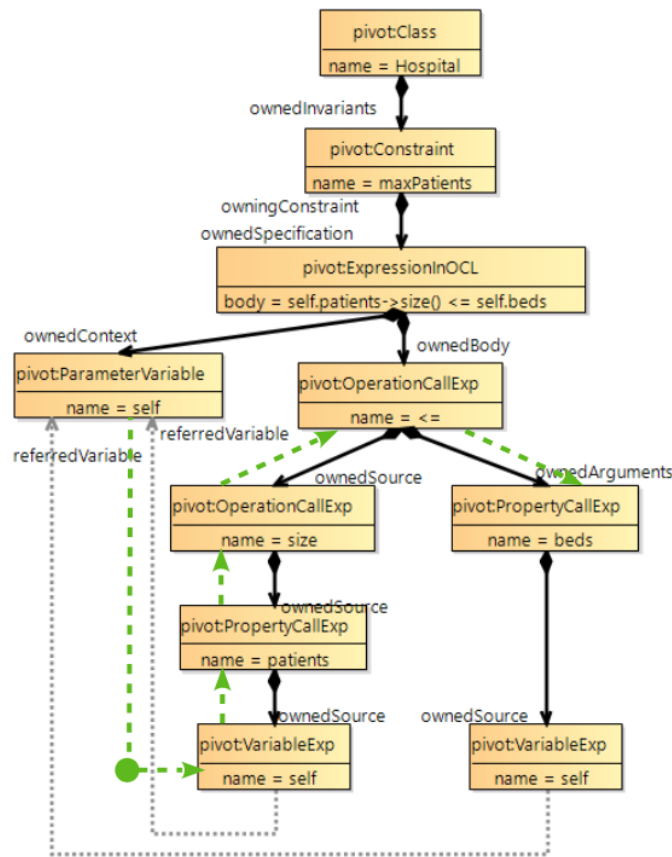 pivot:Class
name = Hospital
ownedInvariants
pivot:Constraint
name = maxPatients
owningConstraint
ownedSpecification
pivot:ExpressionInOCL
body = self.patients->size() <= self.beds
ownedContext
ownedBody
pivot:ParameterVariable
name = self
pivot:OperationCallExp
name = <=
referredVariable
referredVariable
ownedSource
ownedArguments
pivot:OperationCallExp
name = size
pivot:PropertyCallExp
name = beds
ownedSource
pivot:PropertyCallExp
name = patients
ownedSource
ownedSource
pivot:VariableExp
name = self
pivot:VariableExp
name = self